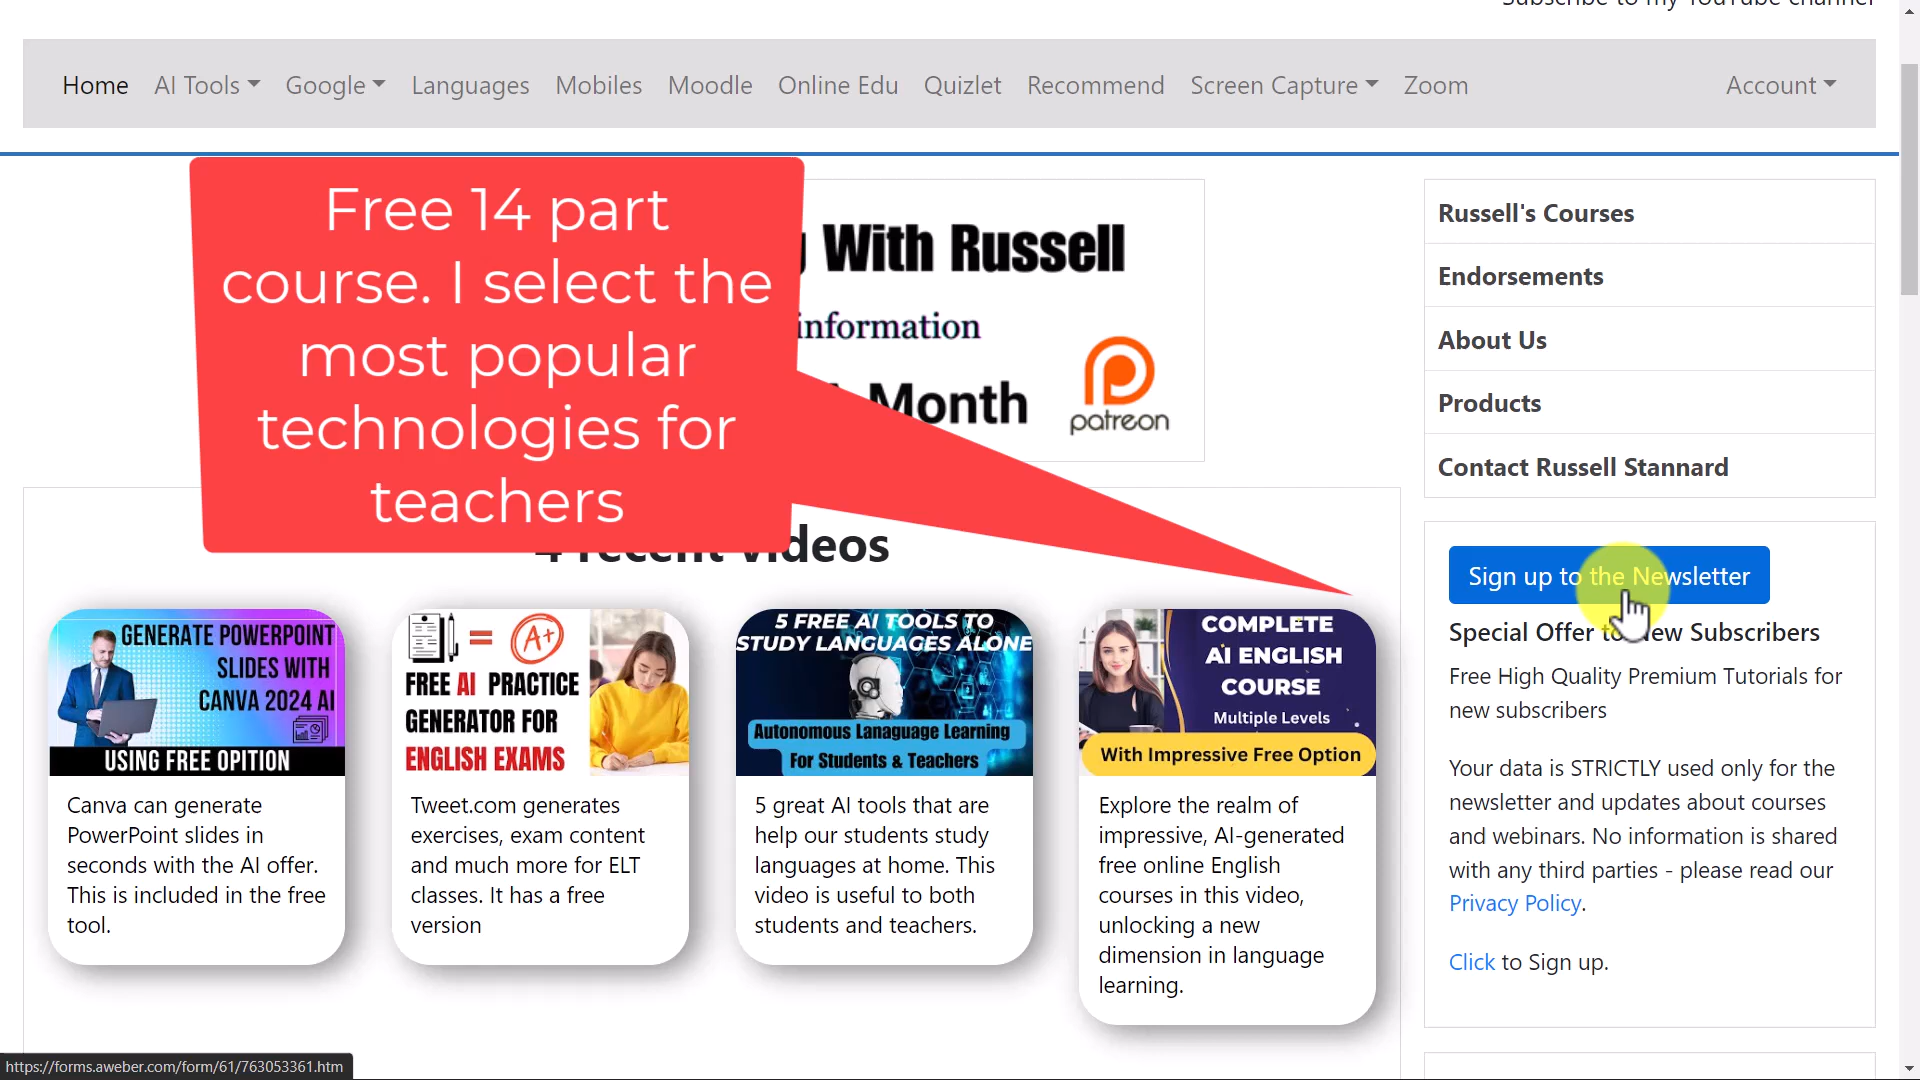 Subscribe to my YouTube channel
Home AI Tools Google Languages Mobiles Moodle Online Edu Quizlet Recommend Screen Capture Zoom Account
Free 14 part
course. I select the
most popular
technologies for
teachers
With Russell
information
Month
patreon
4 recent videos
GENERATE POWERPOINT
SLIDES WITH
CANVA 2024 AI
USING FREE OPITION
Canva can generate
PowerPoint slides in
seconds with the AI offer.
This is included in the free
tool.
= A+
FREE AI PRACTICE
GENERATOR FOR
ENGLISH EXAMS
Tweet.com generates
exercises, exam content
and much more for ELT
classes. It has a free
version
5 FREE AI TOOLS TO
STUDY LANGUAGES ALONE
Autonomous Lanaguage Learning
For Students & Teachers
5 great AI tools that are
help our students study
languages at home. This
video is useful to both
students and teachers.
COMPLETE
AI ENGLISH
COURSE
Multiple Levels
With Impressive Free Option
Explore the realm of
impressive, AI-generated
free online English
courses in this video,
unlocking a new
dimension in language
learning.
Russell's Courses
Endorsements
About Us
Products
Contact Russell Stannard
Sign up to the Newsletter
Special Offer to New Subscribers
Free High Quality Premium Tutorials for
new subscribers
Your data is STRICTLY used only for the
newsletter and updates about courses
and webinars. No information is shared
with any third parties - please read our
Privacy Policy.
Click to Sign up.
https://forms.aweber.com/form/61/763053361.htm